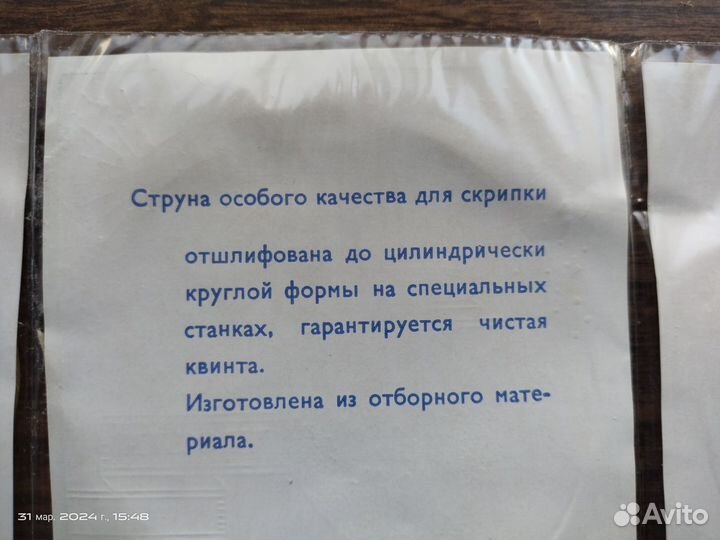 Струна особого качества для скрипки
отшлифована до цилиндрически
круглой формы на специальных
станках, гарантируется чистая
квинта.
Изготовлена из отборного мате-
риала.
31 мар. 2024 г., 15:48
Avito